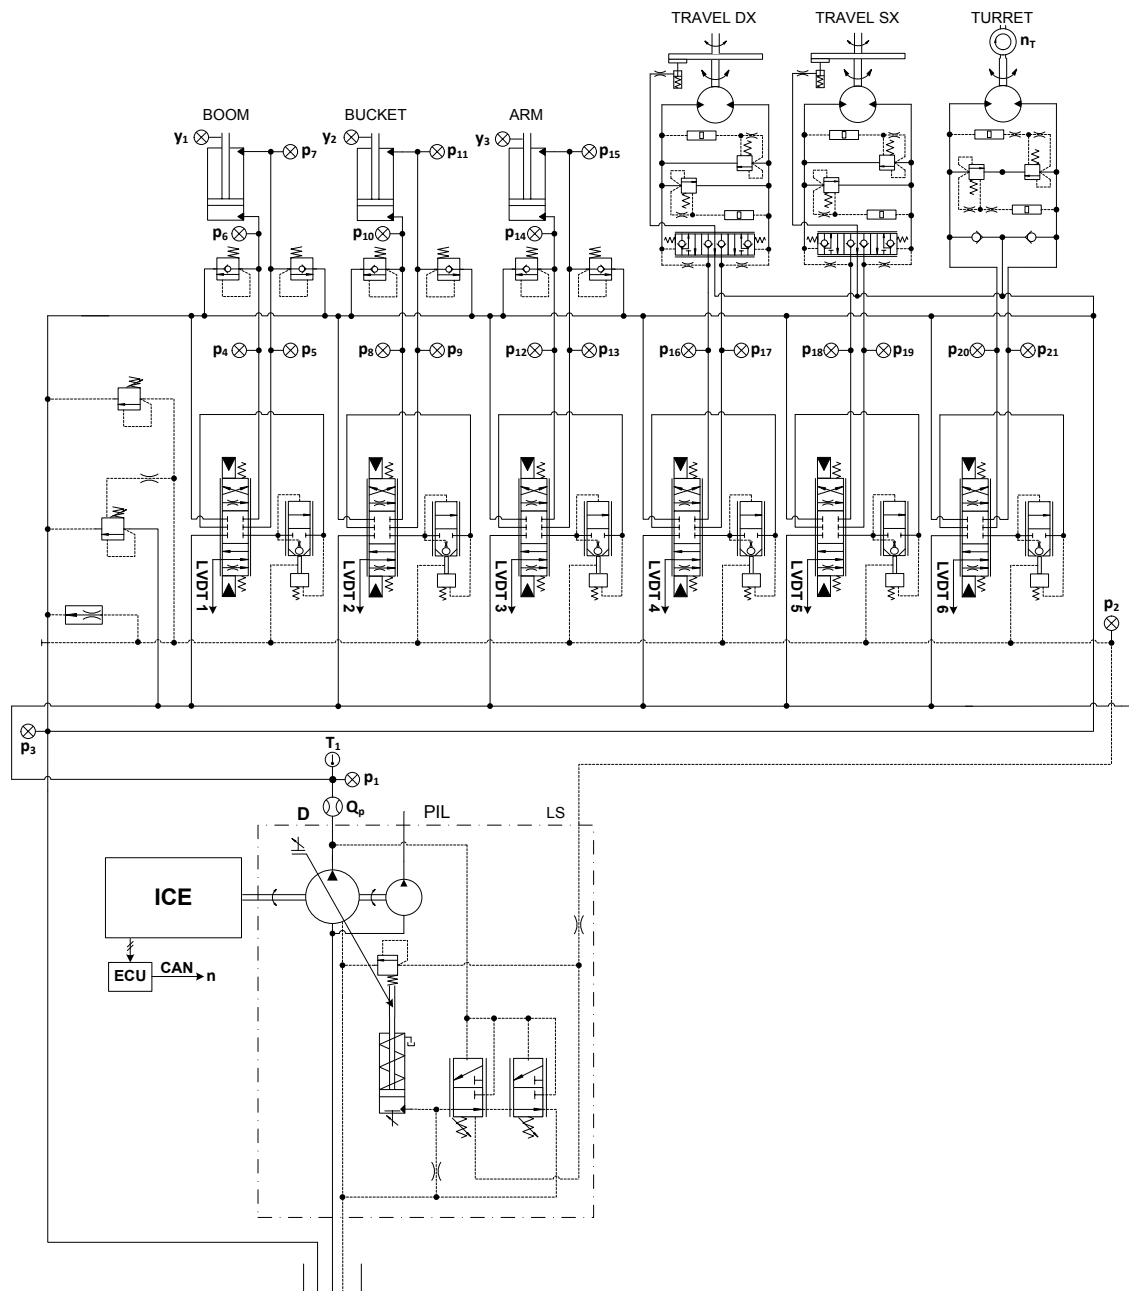 TRAVEL DX TRAVEL SX TURRET
n_T
BOOM BUCKET ARM
y₁ y₂ y₃
p₇ p₁₁ p₁₅
p₆ p₁₀ p₁₄
p₄ p₅ p₈ p₉ p₁₂ p₁₃ p₁₆ p₁₇ p₁₈ p₁₉ p₂₀ p₂₁
LVDT 1 LVDT 2 LVDT 3 LVDT 4 LVDT 5 LVDT 6
p₂
p₃
T₁
p₁
D Qₚ PIL LS
ICE
ECU CAN n